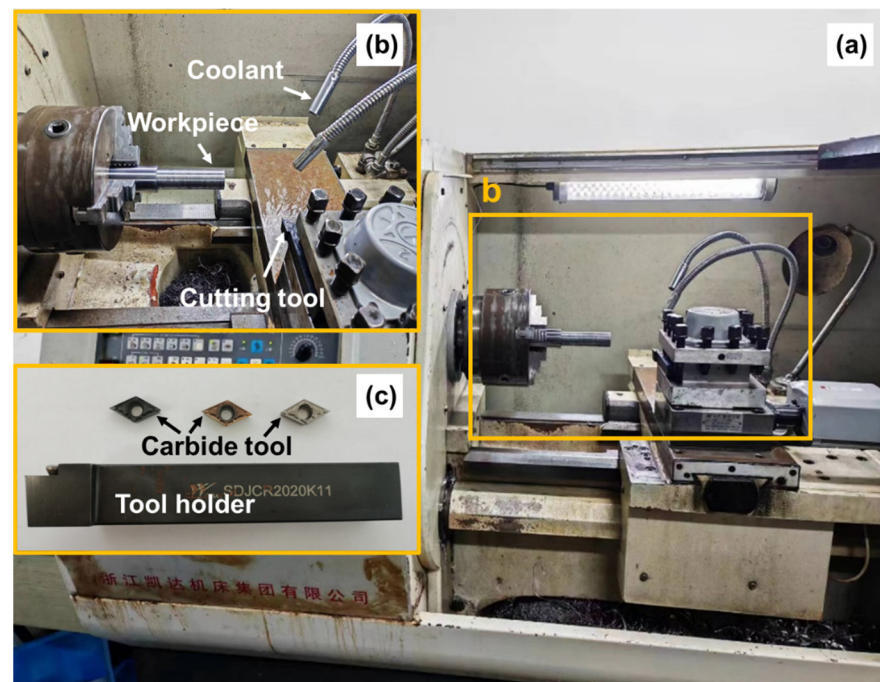 (b)
Coolant
Workpiece
Cutting tool
(a)
b
(c)
Carbide tool
SDJCR2020K11
Tool holder
浙江凯达机床集团有限公司